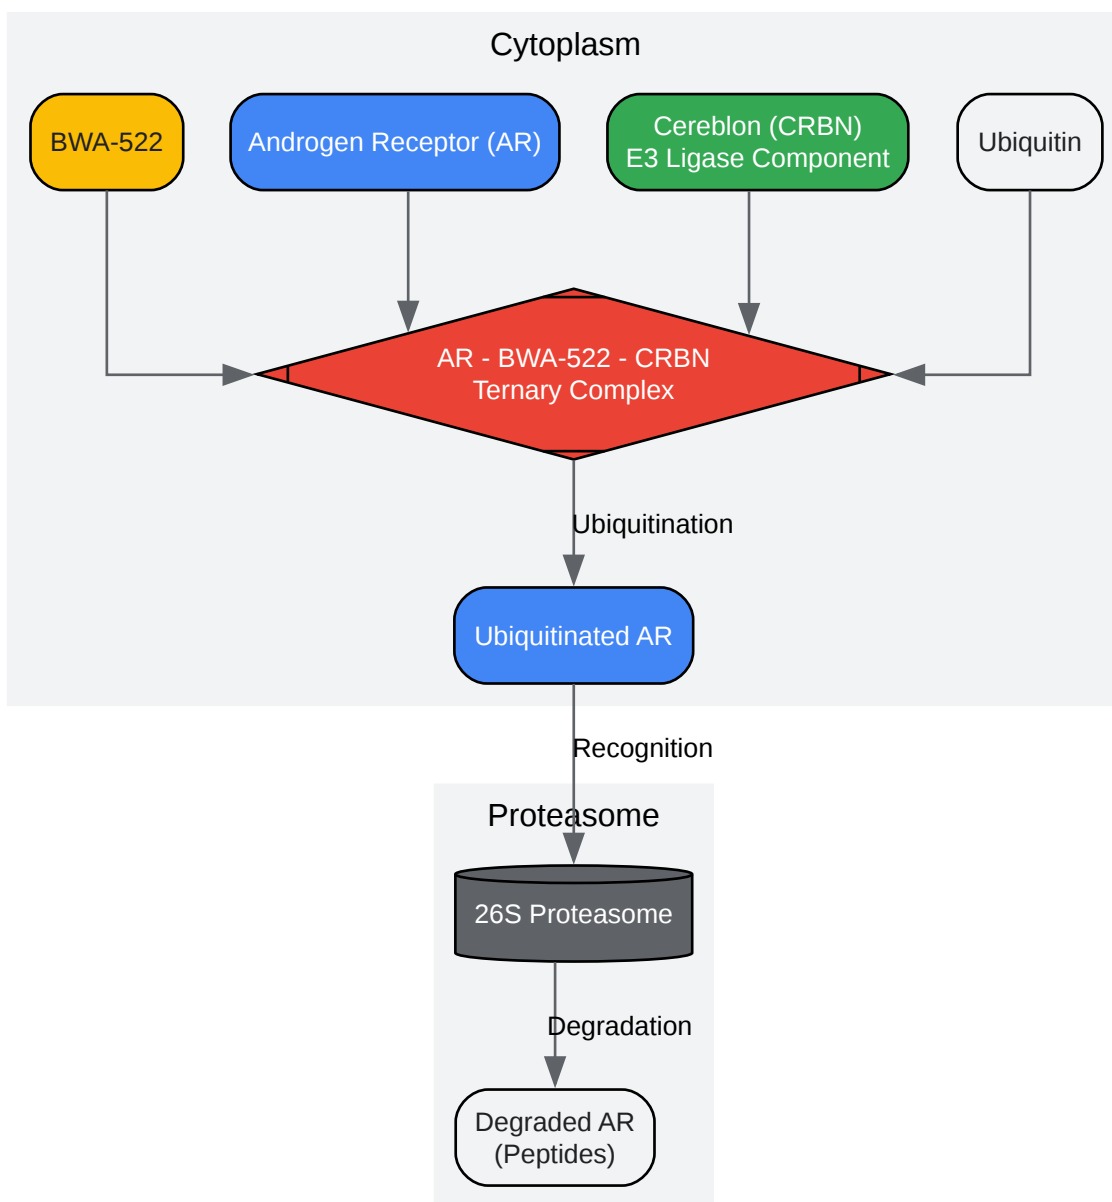 Cytoplasm
BWA-522
Androgen Receptor (AR)
Cereblon (CRBN)
E3 Ligase Component
Ubiquitin
AR - BWA-522 - CRBN
Ternary Complex
Ubiquitination
Ubiquitinated AR
Recognition
Proteasome
26S Proteasome
Degradation
Degraded AR
(Peptides)